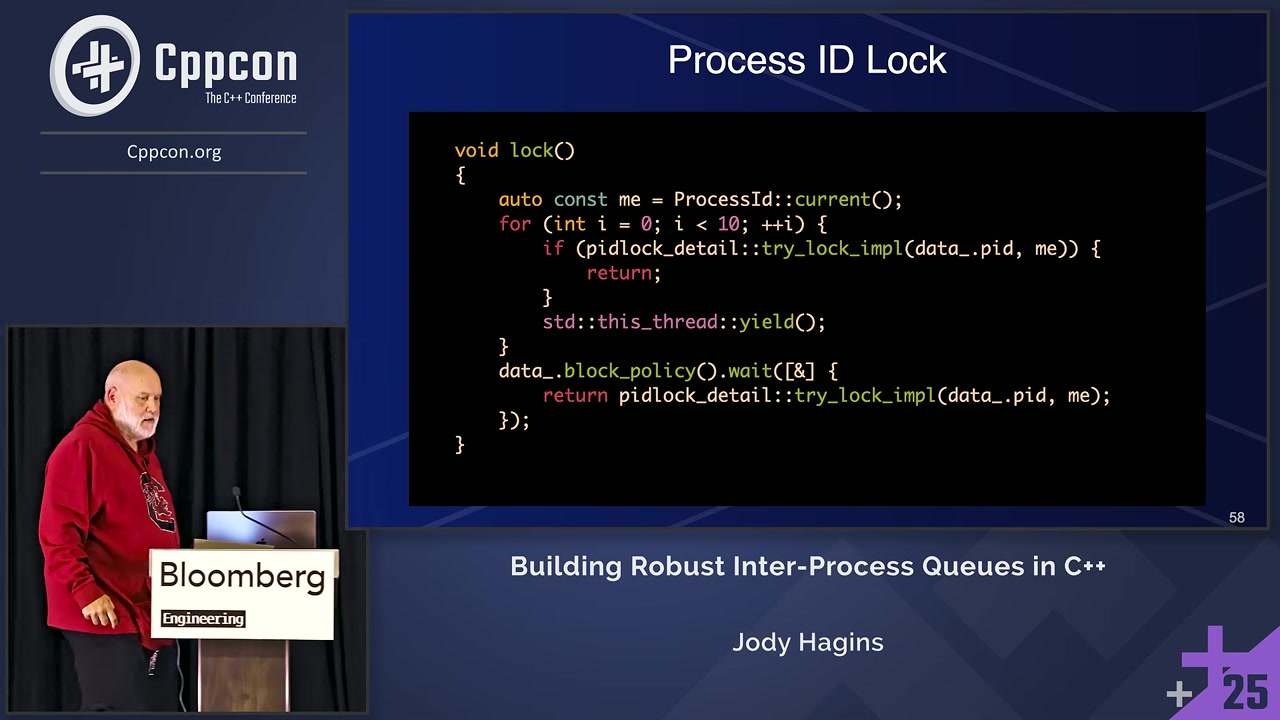 Cppcon
The C++ Conference
Cppcon.org
Process ID Lock
void lock()
{
    auto const me = ProcessId::current();
    for (int i = 0; i < 10; ++i) {
        if (pidlock_detail::try_lock_impl(data_.pid, me)) {
            return;
        }
        std::this_thread::yield();
    }
    data_.block_policy().wait([&] {
        return pidlock_detail::try_lock_impl(data_.pid, me);
    });
}
58
Bloomberg
Engineering
Building Robust Inter-Process Queues in C++
Jody Hagins
25